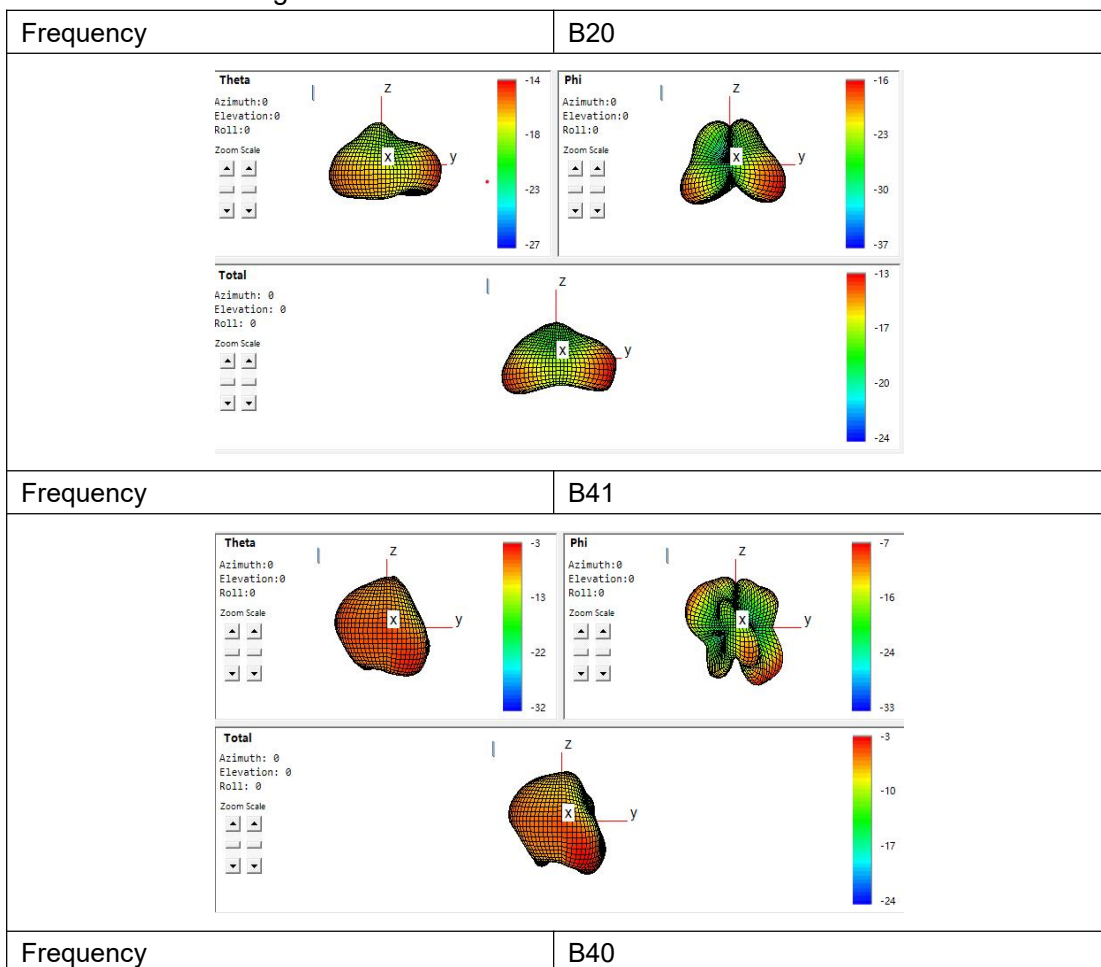 Frequency B20
Theta
Azimuth:0
Elevation:0
Roll:0
Zoom Scale
Z
X
y
-14
-18
-23
-27
Phi
Azimuth:0
Elevation:0
Roll:0
Zoom Scale
Z
X
y
-16
-23
-30
-37
Total
Azimuth: 0
Elevation: 0
Roll: 0
Zoom Scale
Z
X
y
-13
-17
-20
-24
Frequency B41
Theta
Azimuth:0
Elevation:0
Roll:0
Zoom Scale
Z
X
y
-3
-13
-22
-32
Phi
Azimuth:0
Elevation:0
Roll:0
Zoom Scale
Z
X
y
-7
-16
-24
-33
Total
Azimuth: 0
Elevation: 0
Roll: 0
Zoom Scale
Z
X
y
-3
-10
-17
-24
Frequency B40